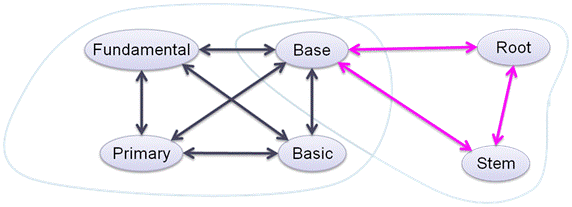 Fundamental
Base
Root
Primary
Basic
Stem